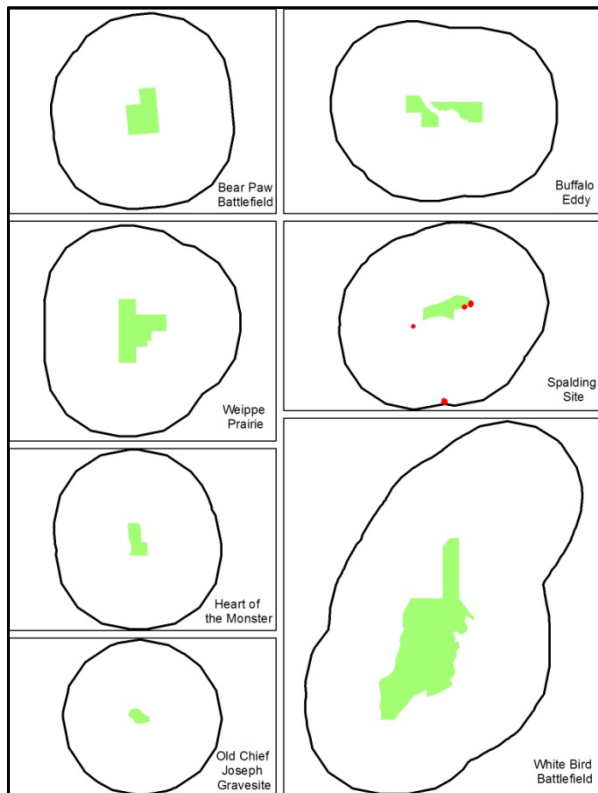 Bear Paw
Battlefield
Buffalo
Eddy
Weippe
Prairie
Spalding
Site
Heart of
the Monster
Old Chief
Joseph
Gravesite
White Bird
Battlefield